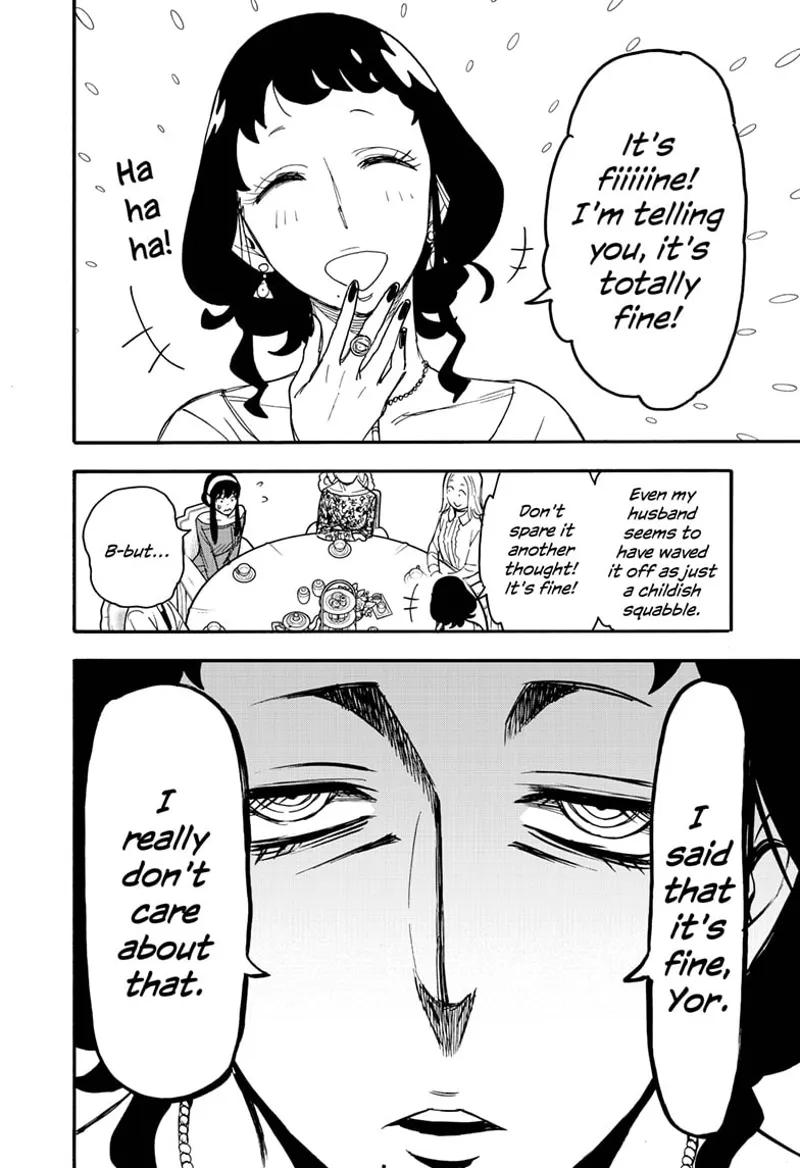 It's
fiiiiine!
I'm telling
you, it's
totally
fine!
Ha
ha
ha!
Even my
husband
seems to
have waved
it off as just
a childish
squabble.
Don't
spare it
another
thought!
It's fine!
B-but...
I
said
that
it's
fine,
Yor.
I
really
don't
care
about
that.